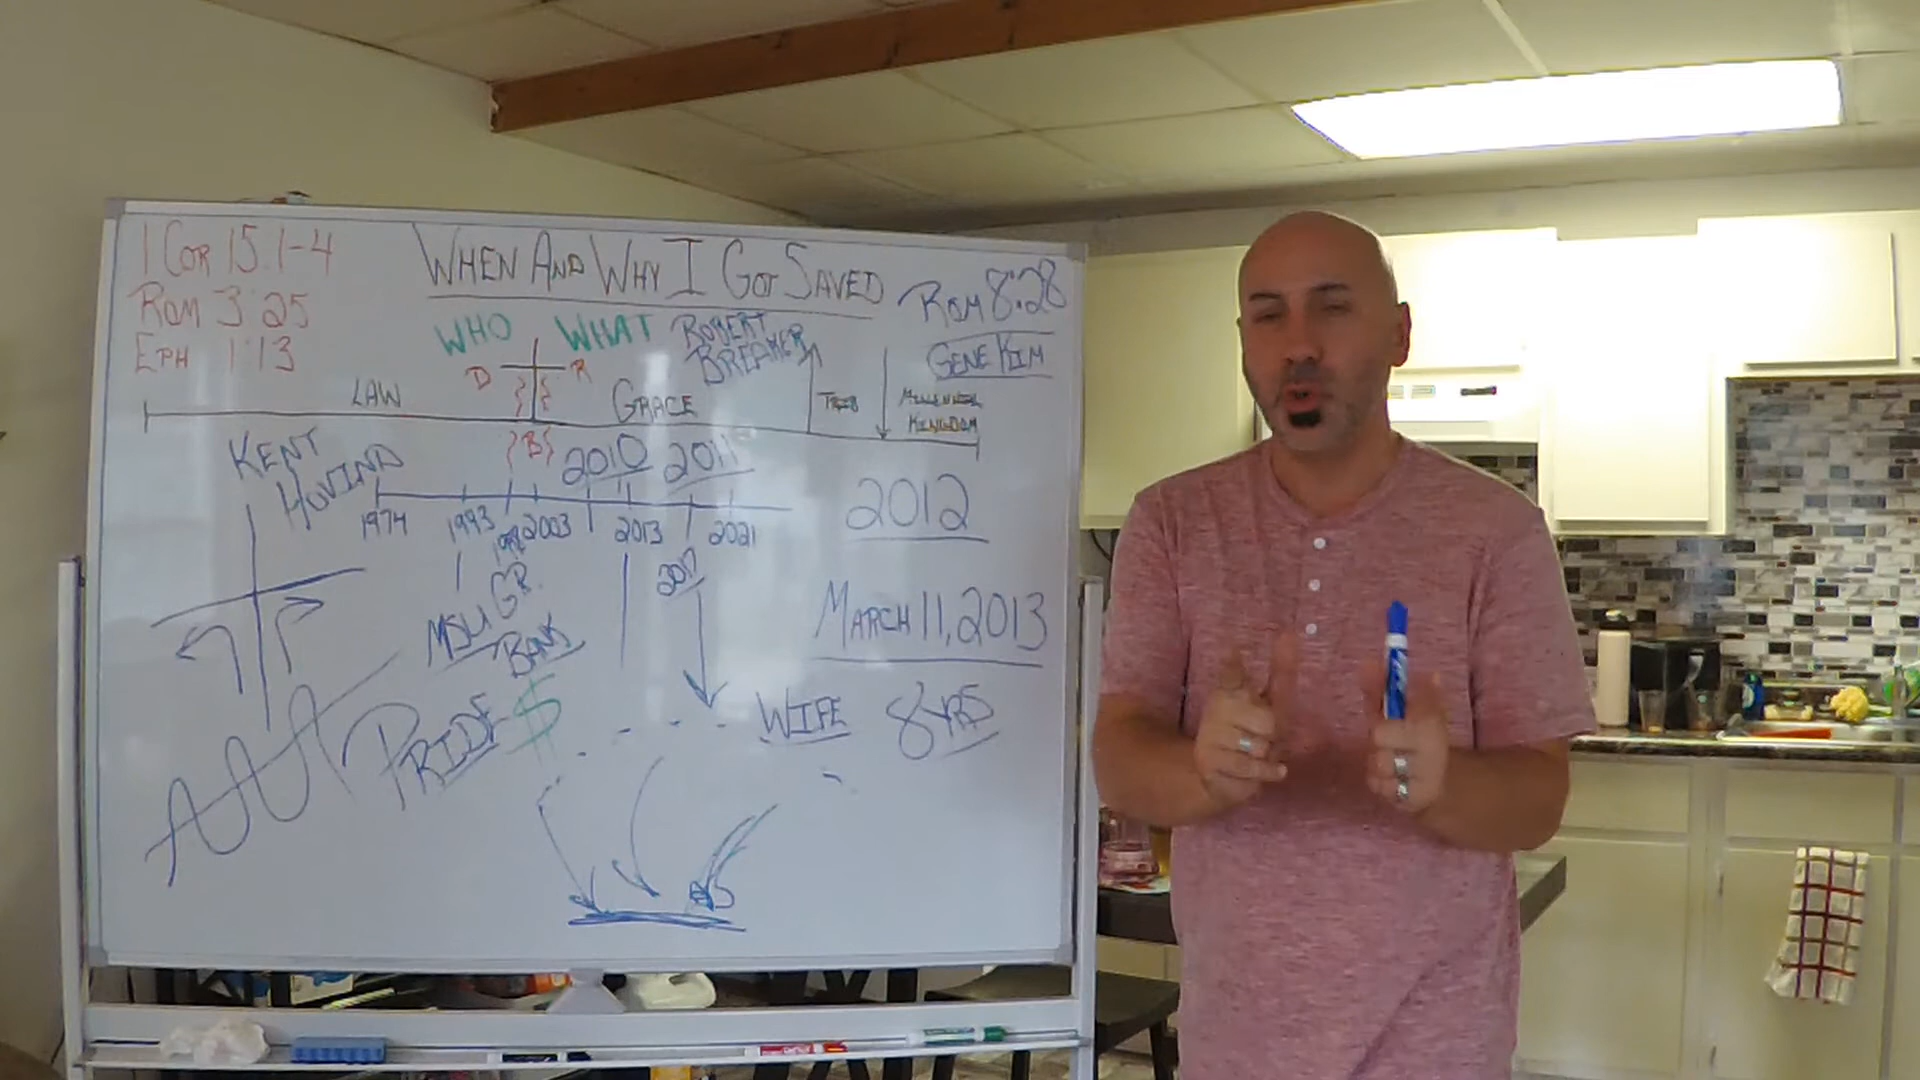 1 COR 15:1-4
ROM 3:25
EPH 1:13
WHEN AND WHY I GOT SAVED
ROM 8:28
GENE KIM
WHO WHAT ROBERT
BREAKER
D R
LAW
GRACE
TRIB
MILLENNIAL
KINGDOM
B
KENT
HOVIND
2010 2011
1974 1993 2003 2013 2021
2017
2012
MSU GR.
BANK
MARCH 11, 2013
PRIDE $
WIFE 8 YRS